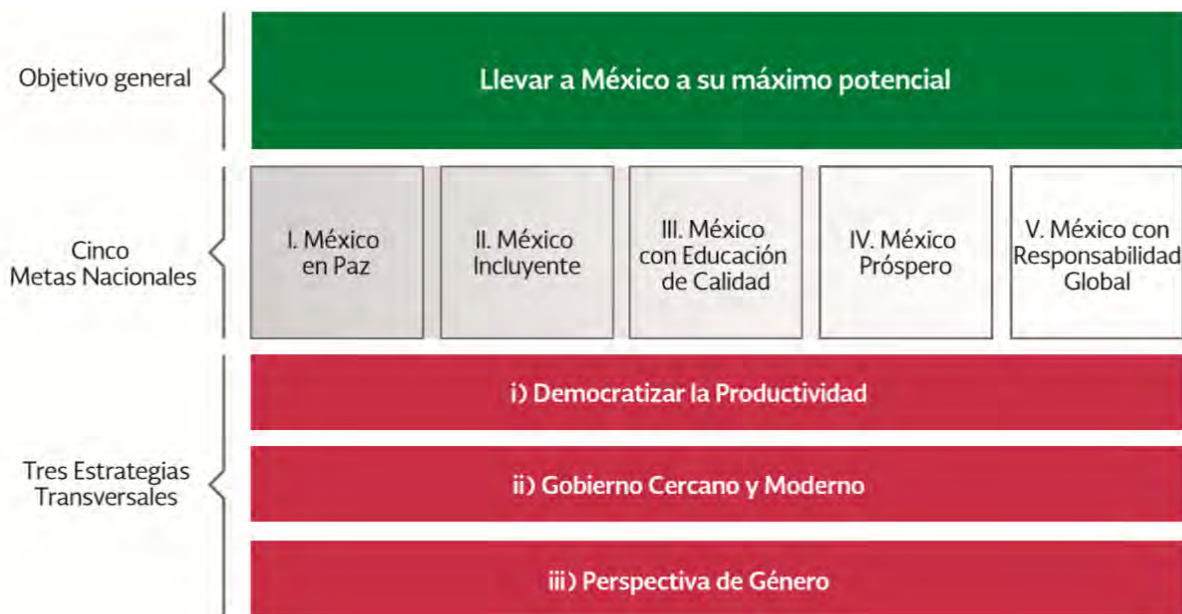 Objetivo general
Llevar a México a su máximo potencial
Cinco
Metas Nacionales
I. México
en Paz
II. México
Incluyente
III. México
con Educación
de Calidad
IV. México
Próspero
V. México con
Responsabilidad
Global
Tres Estrategias
Transversales
i) Democratizar la Productividad
ii) Gobierno Cercano y Moderno
iii) Perspectiva de Género